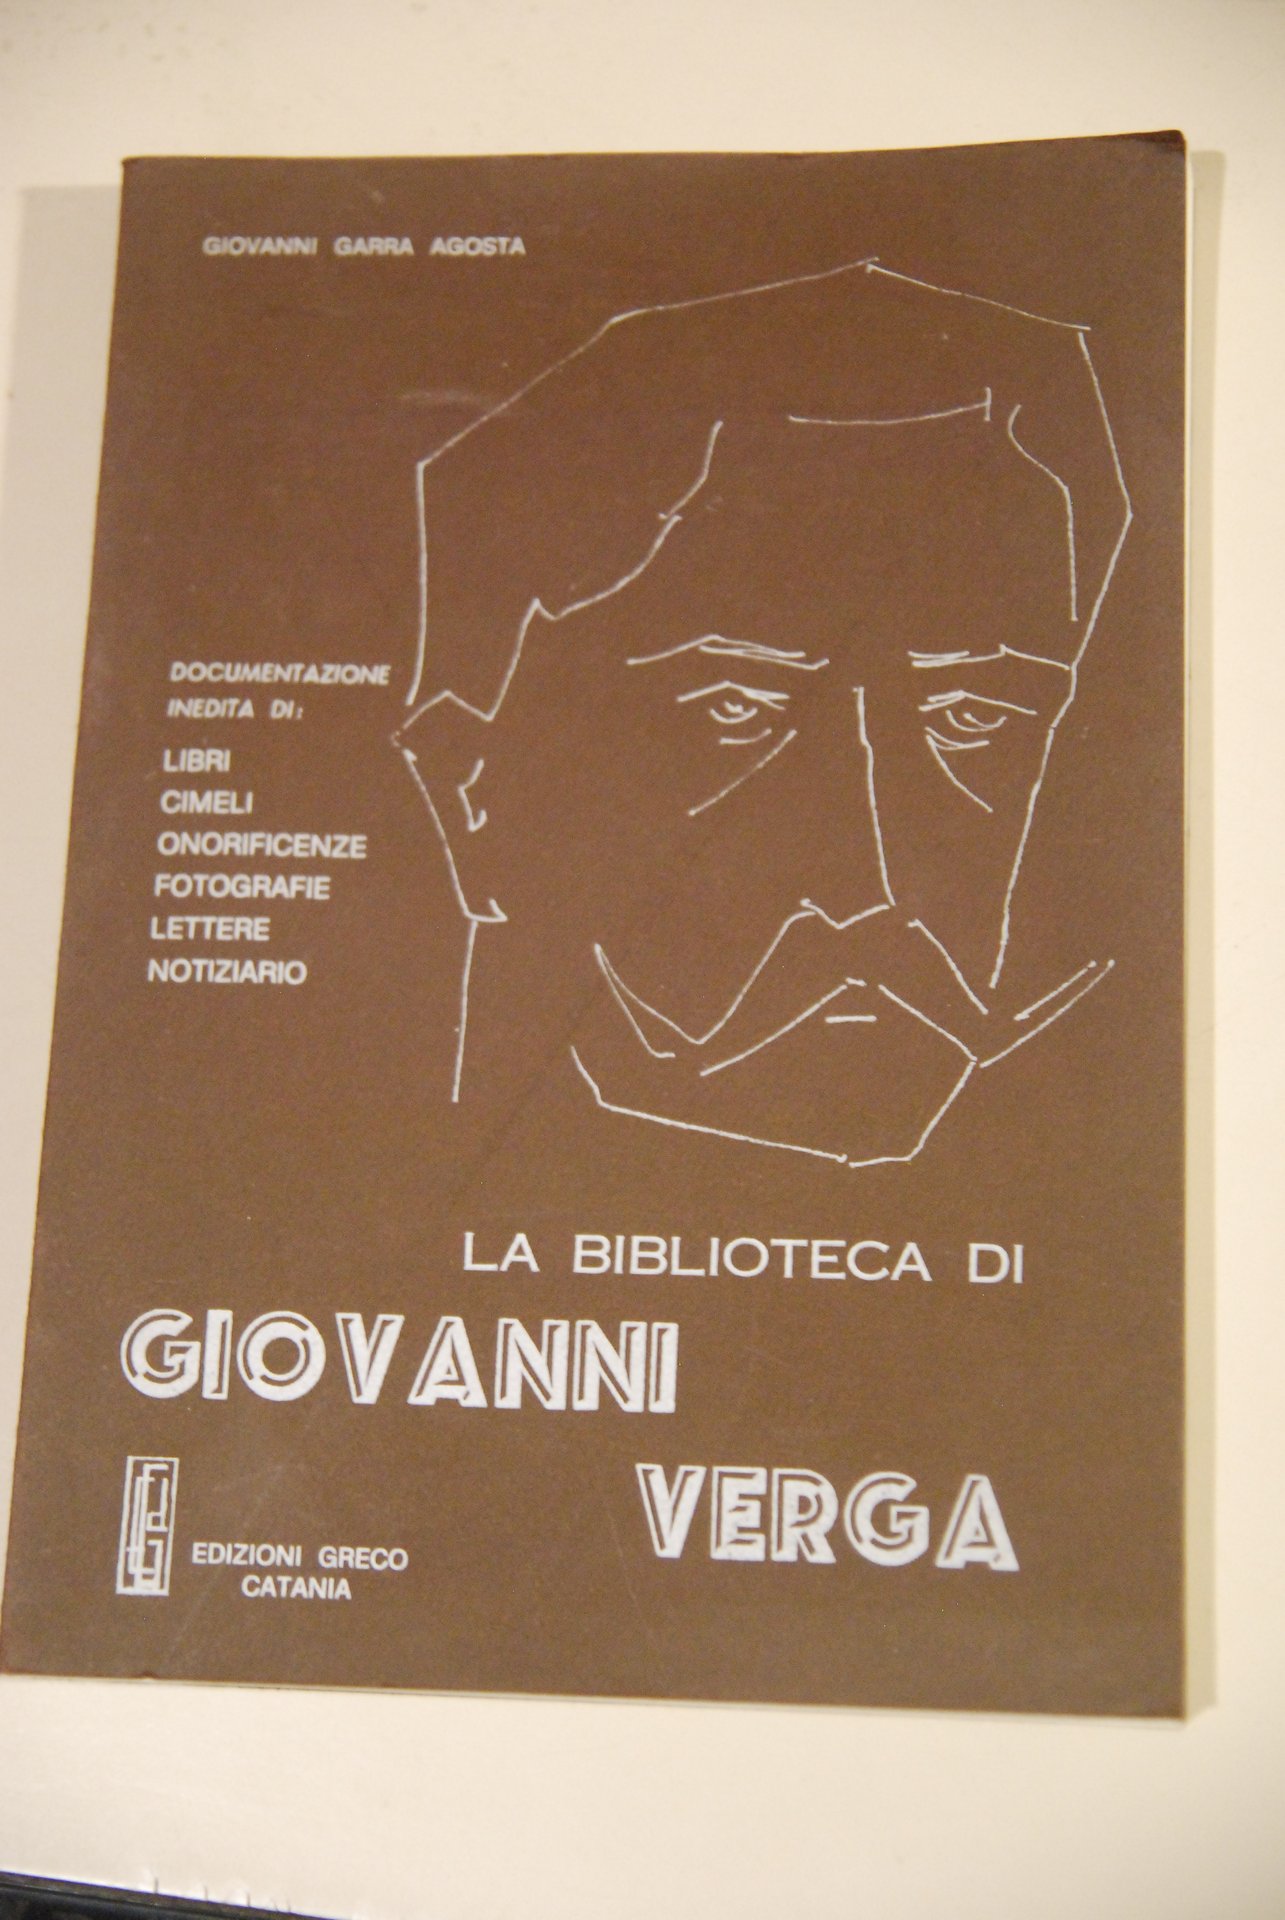 GIOVANNI GARRA AGOSTA
DOCUMENTAZIONE
INEDITA DI:
LIBRI
CIMELI
ONORIFICENZE
FOTOGRAFIE
LETTERE
NOTIZIARIO
LA BIBLIOTECA DI
GIOVANNI
VERGA
EDIZIONI GRECO
CATANIA